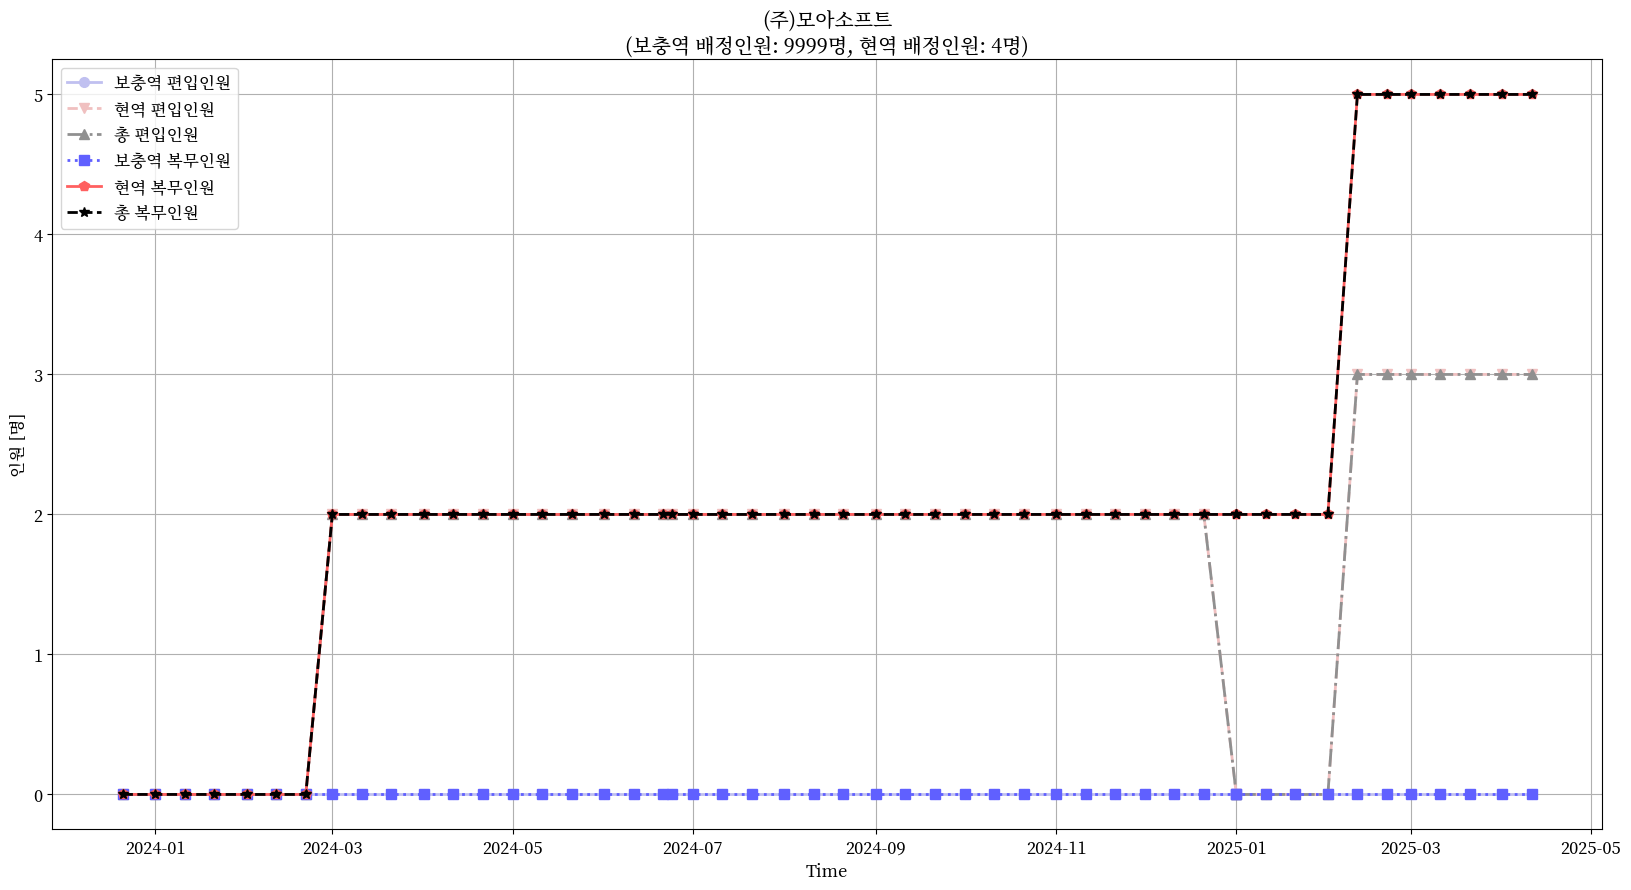 (주)모아소프트
(보충역 배정인원: 9999명, 현역 배정인원: 4명)
보충역 편입인원
현역 편입인원
총 편입인원
보충역 복무인원
현역 복무인원
총 복무인원
5
4
3
2
1
0
인원 [명]
2024-01
2024-03
2024-05
2024-07
2024-09
2024-11
2025-01
2025-03
2025-05
Time